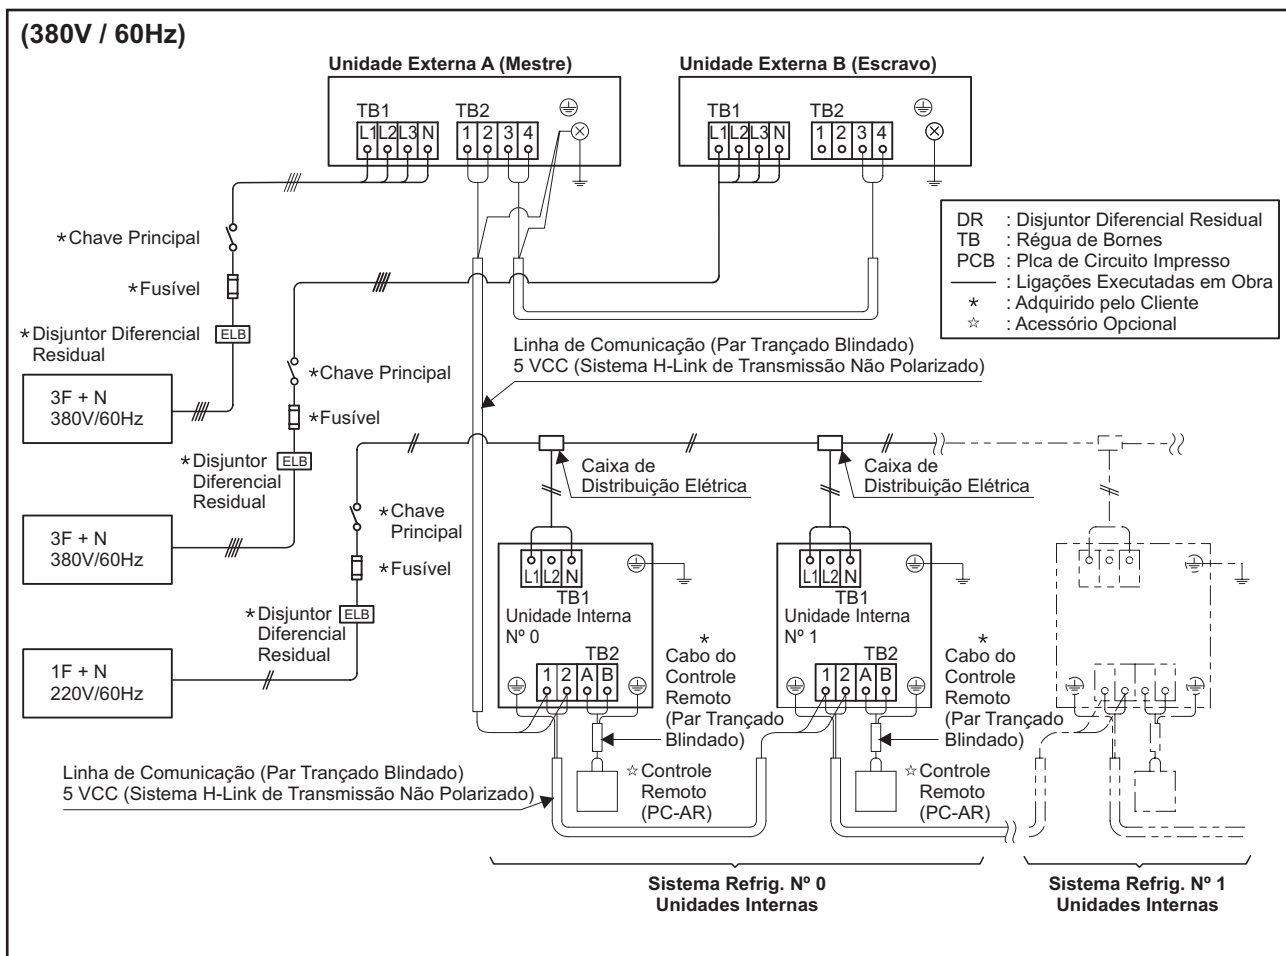 (380V / 60Hz)
Unidade Externa A (Mestre)
Unidade Externa B (Escravo)
TB1
TB2
L1 L2 L3 N
1 2 3 4
TB1
TB2
L1 L2 L3 N
1 2 3 4
DR : Disjuntor Diferencial Residual
TB : Régua de Bornes
PCB : Plca de Circuito Impresso
: Ligações Executadas em Obra
* : Adquirido pelo Cliente
☆ : Acessório Opcional
*Chave Principal
*Fusível
*Disjuntor Diferencial
Residual
ELB
3F + N
380V/60Hz
*Chave Principal
*Fusível
*Disjuntor
Diferencial
Residual
ELB
3F + N
380V/60Hz
*Chave
Principal
*Fusível
*Disjuntor
Diferencial
Residual
ELB
1F + N
220V/60Hz
Linha de Comunicação (Par Trançado Blindado)
5 VCC (Sistema H-Link de Transmissão Não Polarizado)
Caixa de
Distribuição Elétrica
Caixa de
Distribuição Elétrica
L1 L2 N
TB1
Unidade Interna
Nº 0
TB2
1 2 A B
*
Cabo do
Controle
Remoto
(Par Trançado
Blindado)
☆Controle
Remoto
(PC-AR)
L1 L2 N
TB1
Unidade Interna
Nº 1
TB2
1 2 A B
*
Cabo do
Controle
Remoto
(Par Trançado
Blindado)
☆Controle
Remoto
(PC-AR)
Linha de Comunicação (Par Trançado Blindado)
5 VCC (Sistema H-Link de Transmissão Não Polarizado)
Sistema Refrig. Nº 0
Unidades Internas
Sistema Refrig. Nº 1
Unidades Internas